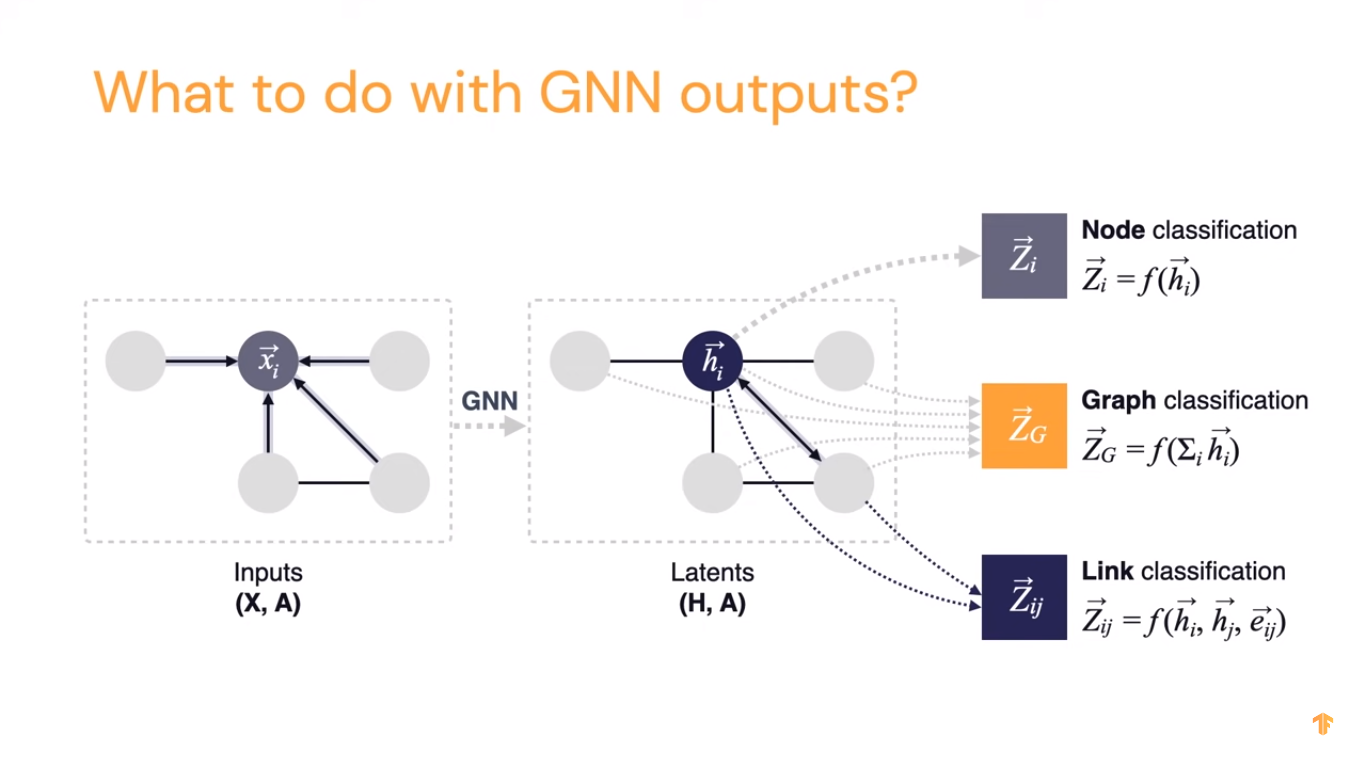 What to do with GNN outputs?
$\vec{x}_i$
Inputs
(X, A)
GNN
$\vec{h}_i$
Latents
(H, A)
$\vec{Z}_i$
Node classification
$\vec{Z}_i = f(\vec{h}_i)$
$\vec{Z}_G$
Graph classification
$\vec{Z}_G = f(\Sigma_i \vec{h}_i)$
$\vec{Z}_{ij}$
Link classification
$\vec{Z}_{ij} = f(\vec{h}_i, \vec{h}_j, \vec{e}_{ij})$